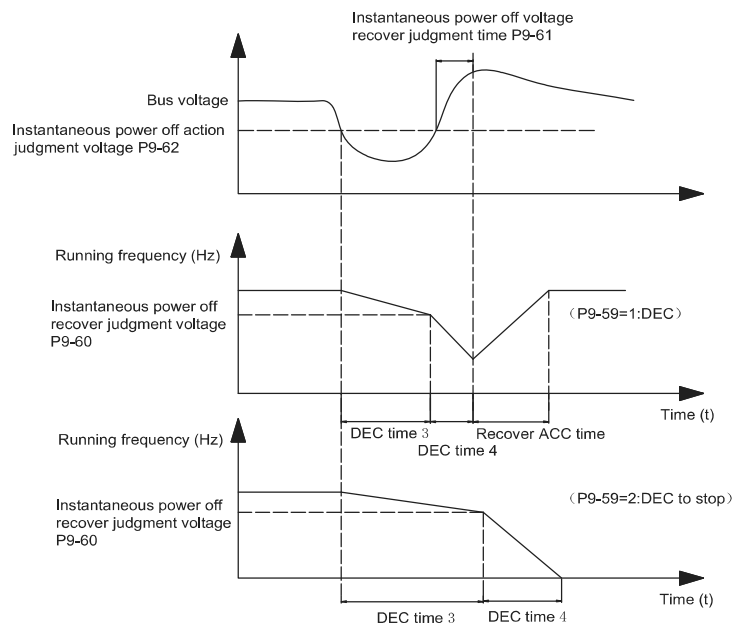 Instantaneous power off voltage
recover judgment time P9-61
Bus voltage
Instantaneous power off action
judgment voltage P9-62
Running frequency (Hz)
Instantaneous power off
recover judgment voltage
P9-60
（P9-59=1:DEC）
Time (t)
DEC time 3
Recover ACC time
DEC time 4
Running frequency (Hz)
Instantaneous power off
recover judgment voltage
P9-60
（P9-59=2:DEC to stop）
Time (t)
DEC time 3
DEC time 4